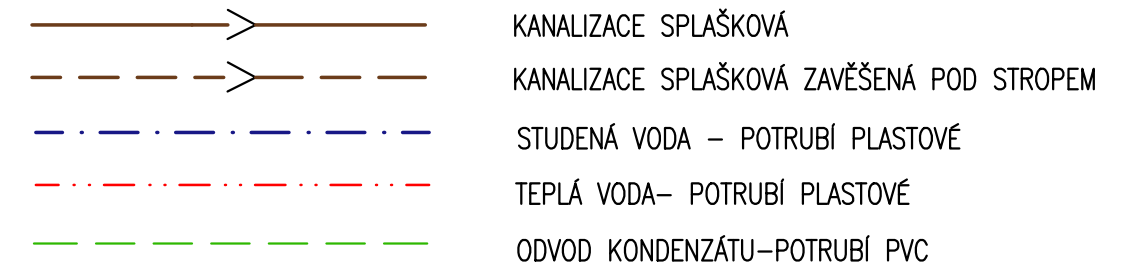 KANALIZACE SPLAŠKOVÁ
KANALIZACE SPLAŠKOVÁ ZAVĚŠENÁ POD STROPEM
STUDENÁ VODA - POTRUBÍ PLASTOVÉ
TEPLÁ VODA- POTRUBÍ PLASTOVÉ
ODVOD KONDENZÁTU-POTRUBÍ PVC